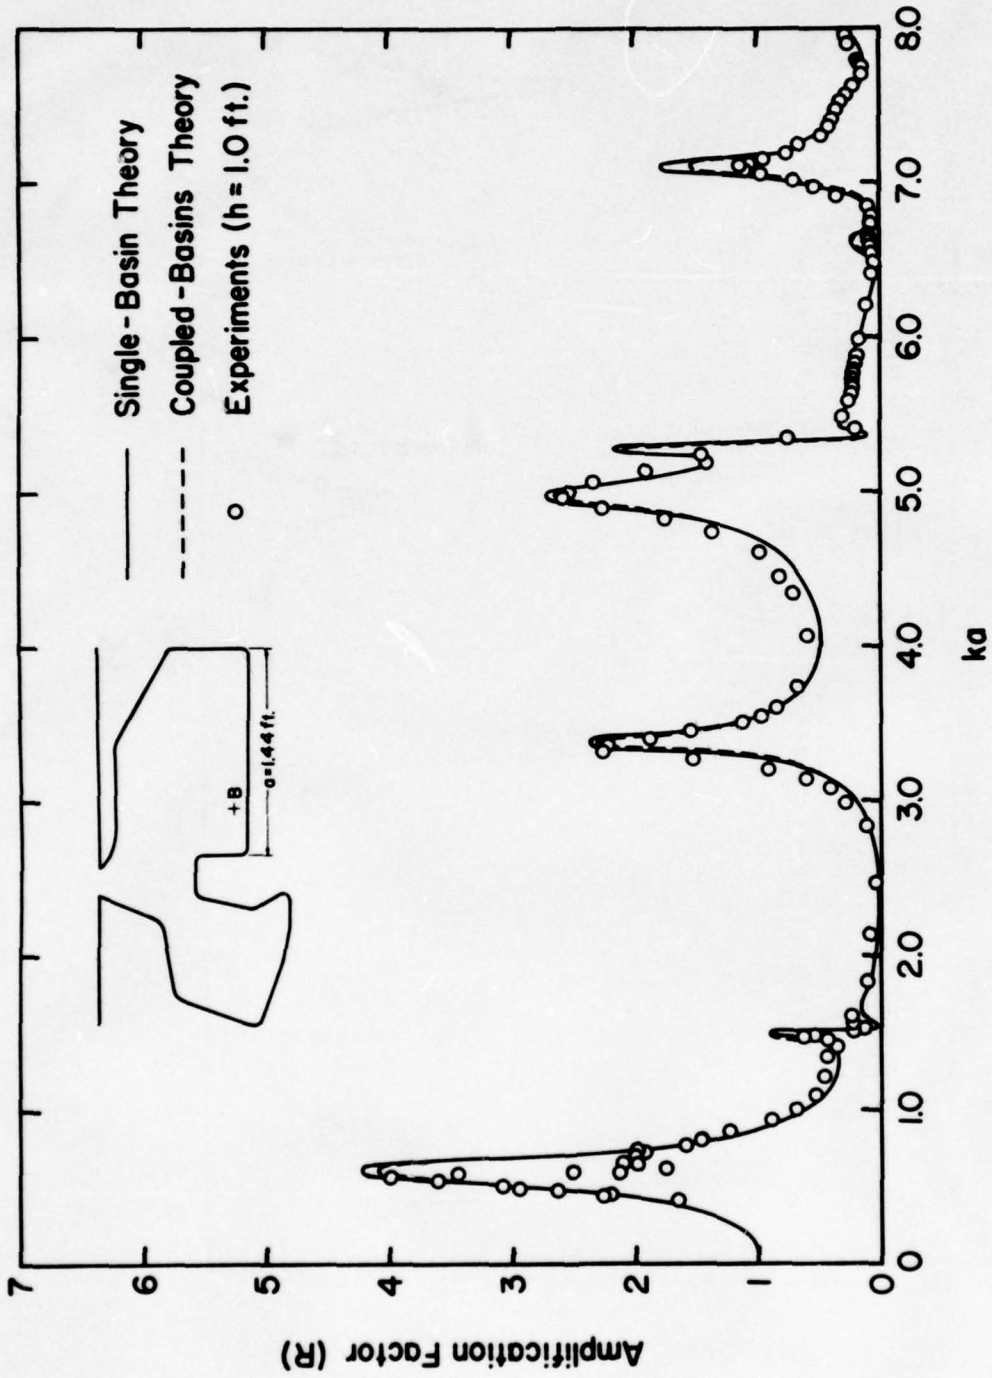 Amplification Factor (R)
7
6
5
4
3
2
1
0
Single-Basin Theory
Coupled-Basins Theory
Experiments (h = 1.0 ft.)
+B
a=1.44 ft.
0
1.0
2.0
3.0
4.0
5.0
6.0
7.0
8.0
ka